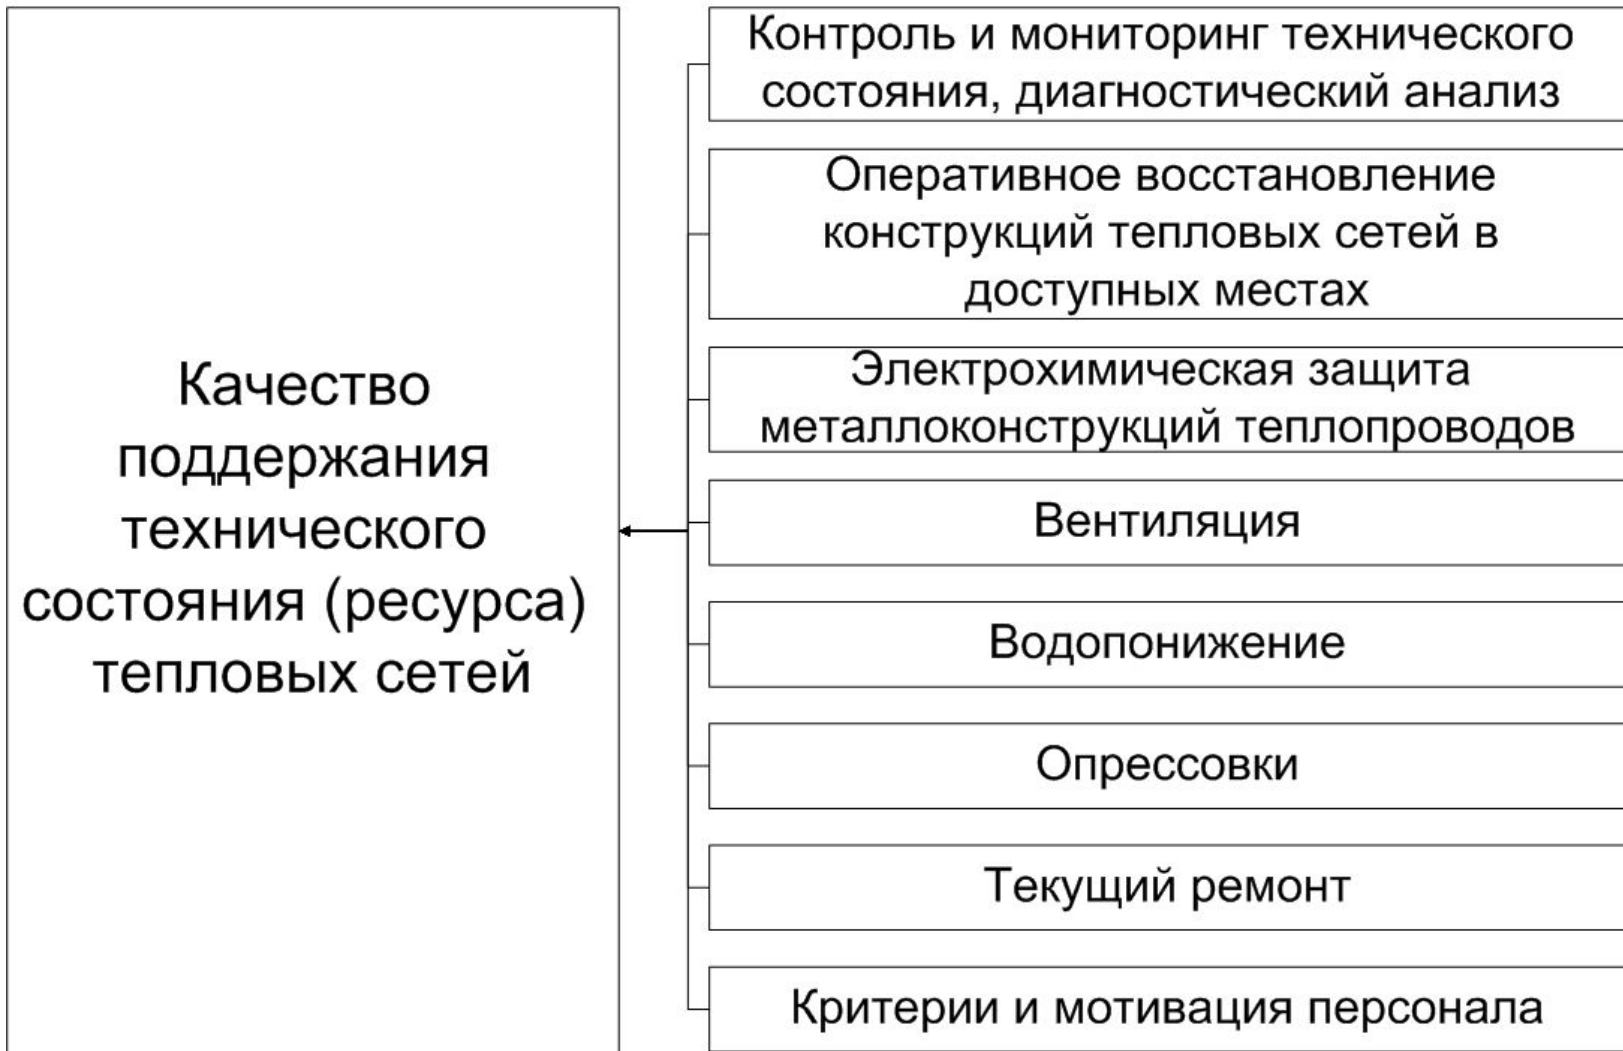 Качество
поддержания
технического
состояния (ресурса)
тепловых сетей
Контроль и мониторинг технического
состояния, диагностический анализ
Оперативное восстановление
конструкций тепловых сетей в
доступных местах
Электрохимическая защита
металлоконструкций теплопроводов
Вентиляция
Водопонижение
Опрессовки
Текущий ремонт
Критерии и мотивация персонала